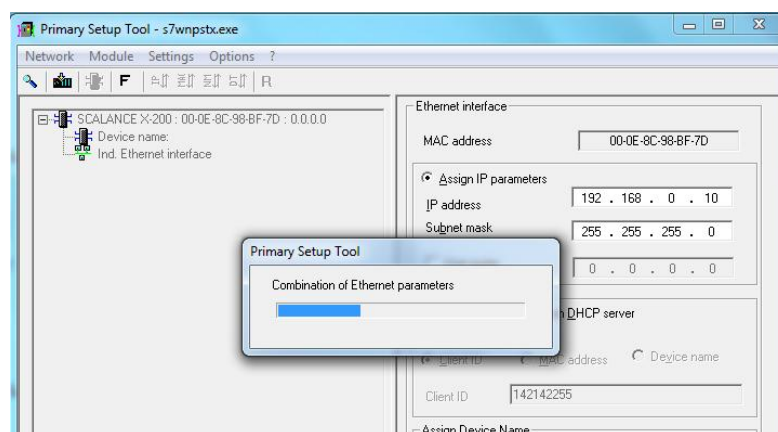 Primary Setup Tool - s7wnpstx.exe
Network Module Settings Options ?
F R
SCALANCE X-200 : 00-0E-8C-98-BF-7D : 0.0.0.0
Device name:
Ind. Ethernet interface
Ethernet interface
MAC address 00-0E-8C-98-BF-7D
Assign IP parameters
IP address 192 . 168 . 0 . 10
Subnet mask 255 . 255 . 255 . 0
0 . 0 . 0 . 0
Primary Setup Tool
Combination of Ethernet parameters
DHCP server
Client ID MAC address Device name
Client ID 142142255
Assign Device Name